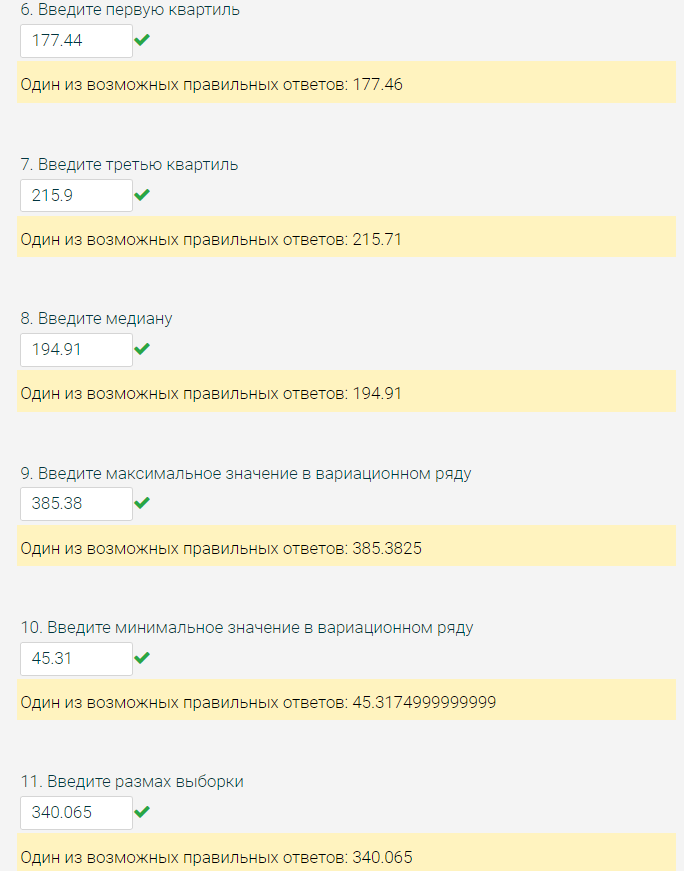 6. Введите первую квартиль
177.44
Один из возможных правильных ответов: 177.46
7. Введите третью квартиль
215.9
Один из возможных правильных ответов: 215.71
8. Введите медиану
194.91
Один из возможных правильных ответов: 194.91
9. Введите максимальное значение в вариационном ряду
385.38
Один из возможных правильных ответов: 385.3825
10. Введите минимальное значение в вариационном ряду
45.31
Один из возможных правильных ответов: 45.3174999999999
11. Введите размах выборки
340.065
Один из возможных правильных ответов: 340.065